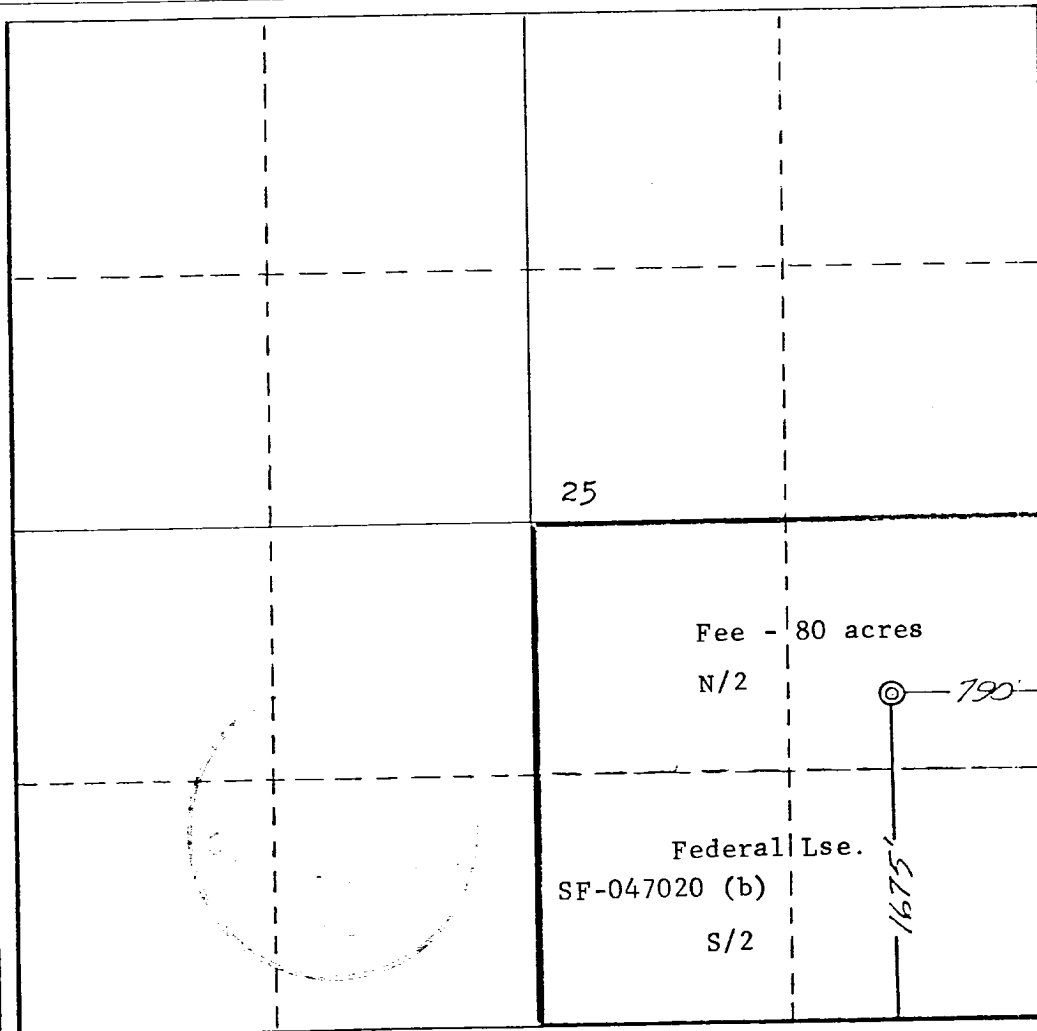 25
Fee - 80 acres
N/2
790'
Federal Lse.
SF-047020 (b)
1675'
S/2